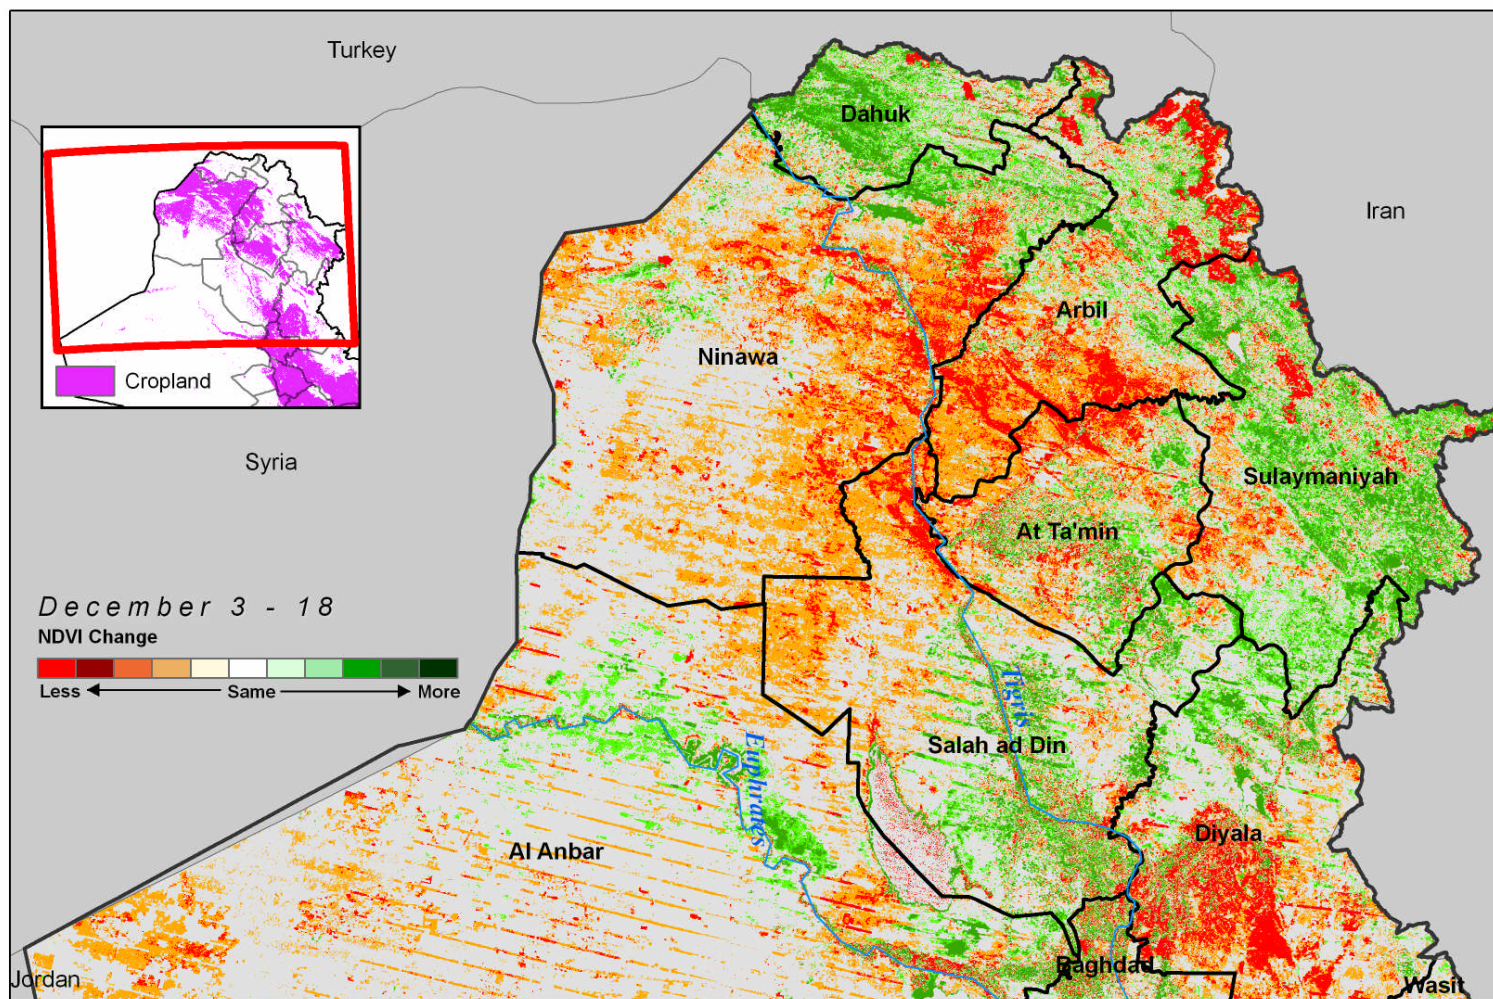 Turkey
Dahuk
Iran
Arbil
Ninawa
Cropland
Syria
Sulaymaniyah
At Ta'min
December 3 - 18
NDVI Change
Less
Same
More
Tigris
Salah ad Din
Euphrates
Diyala
Al Anbar
Baghdad
Jordan
Wasit